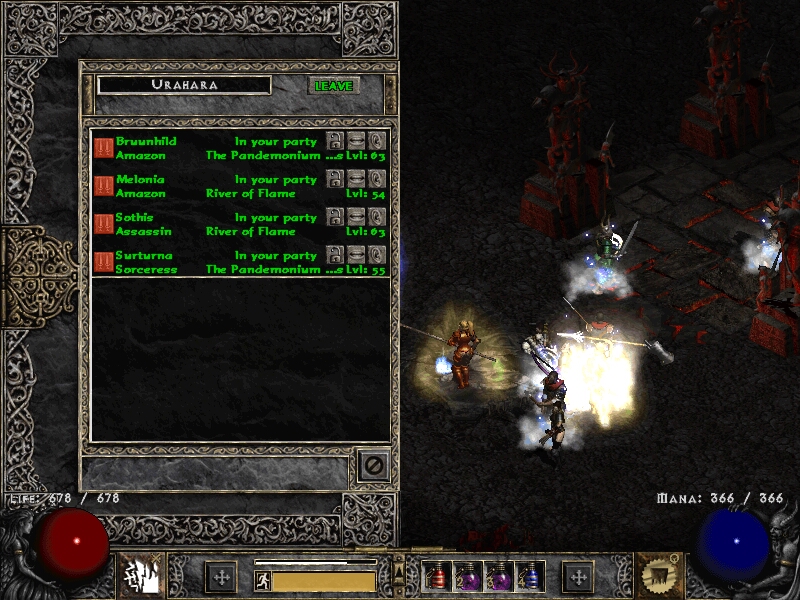 Urahara
LEAVE
Bruunhild In your party
Amazon The Pandemonium ...s Lvl: 63
Melonia In your party
Amazon River of Flame Lvl: 54
Sothis In your party
Assassin River of Flame Lvl: 63
Surturna In your party
Sorceress The Pandemonium ...s Lvl: 55
Life: 678 / 678
Mana: 366 / 366